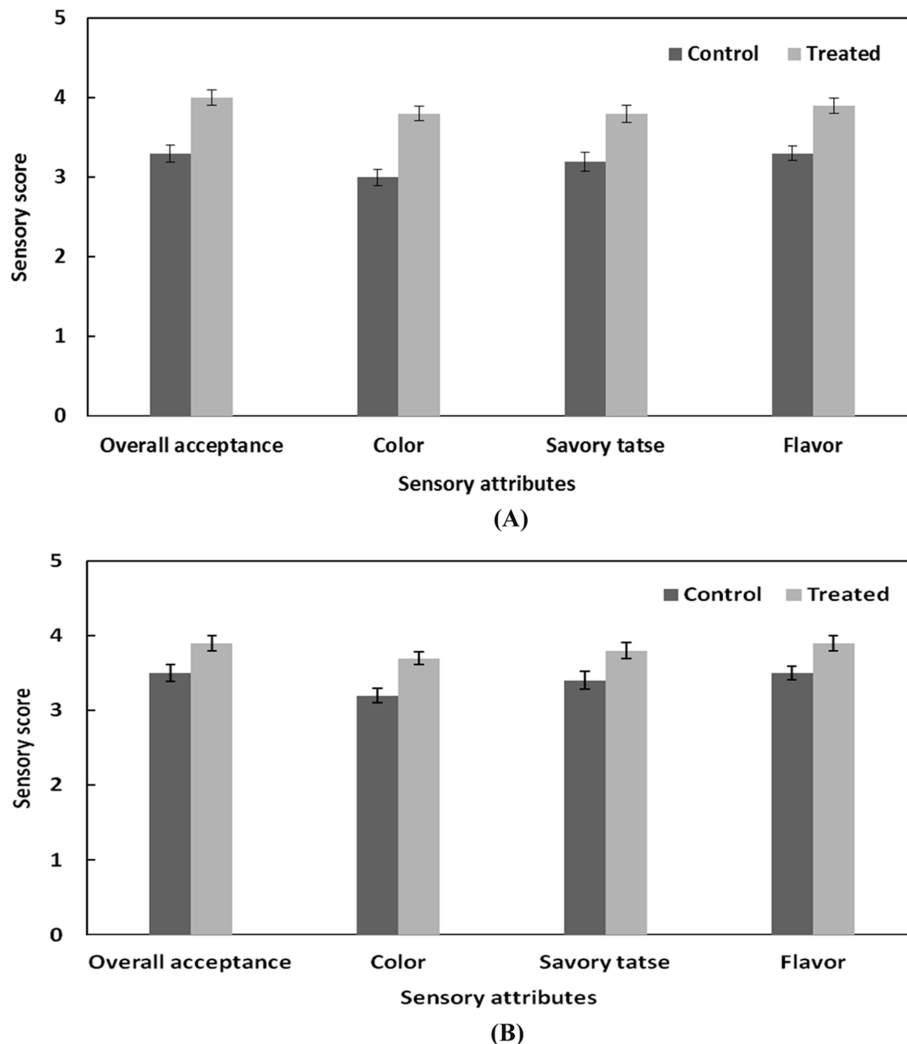 5
Control Treated
4
3
2
1
0
Sensory score
Overall acceptance Color Savory tatse Flavor
Sensory attributes
(A)
5
Control Treated
4
3
2
1
0
Sensory score
Overall acceptance Color Savory tatse Flavor
Sensory attributes
(B)